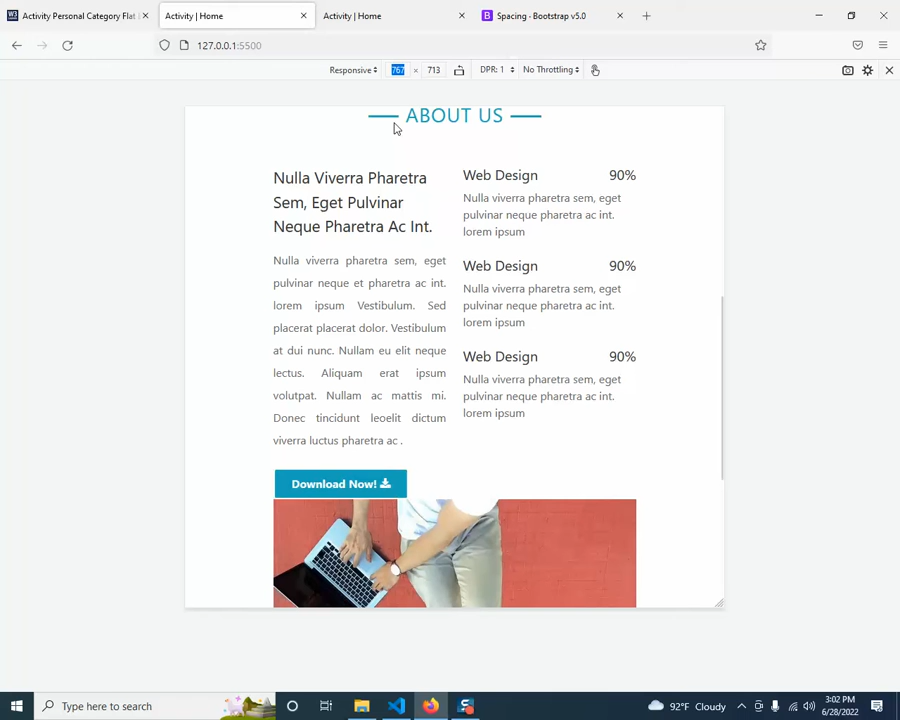 Activity Personal Category Flat
Activity | Home
Activity | Home
Spacing · Bootstrap v5.0
127.0.0.1:5500
Responsive
767 × 713
DPR: 1
No Throttling
ABOUT US
Nulla Viverra Pharetra
Sem, Eget Pulvinar
Neque Pharetra Ac Int.
Nulla viverra pharetra sem, eget
pulvinar neque et pharetra ac int.
lorem ipsum Vestibulum. Sed
placerat placerat dolor. Vestibulum
at dui nunc. Nullam eu elit neque
lectus. Aliquam erat ipsum
volutpat. Nullam ac mattis mi.
Donec tincidunt leoelit dictum
viverra luctus pharetra ac .
Download Now!
Web Design 90%
Nulla viverra pharetra sem, eget
pulvinar neque pharetra ac int.
lorem ipsum
Web Design 90%
Nulla viverra pharetra sem, eget
pulvinar neque pharetra ac int.
lorem ipsum
Web Design 90%
Nulla viverra pharetra sem, eget
pulvinar neque pharetra ac int.
lorem ipsum
Type here to search
92°F Cloudy
3:02 PM
6/28/2022